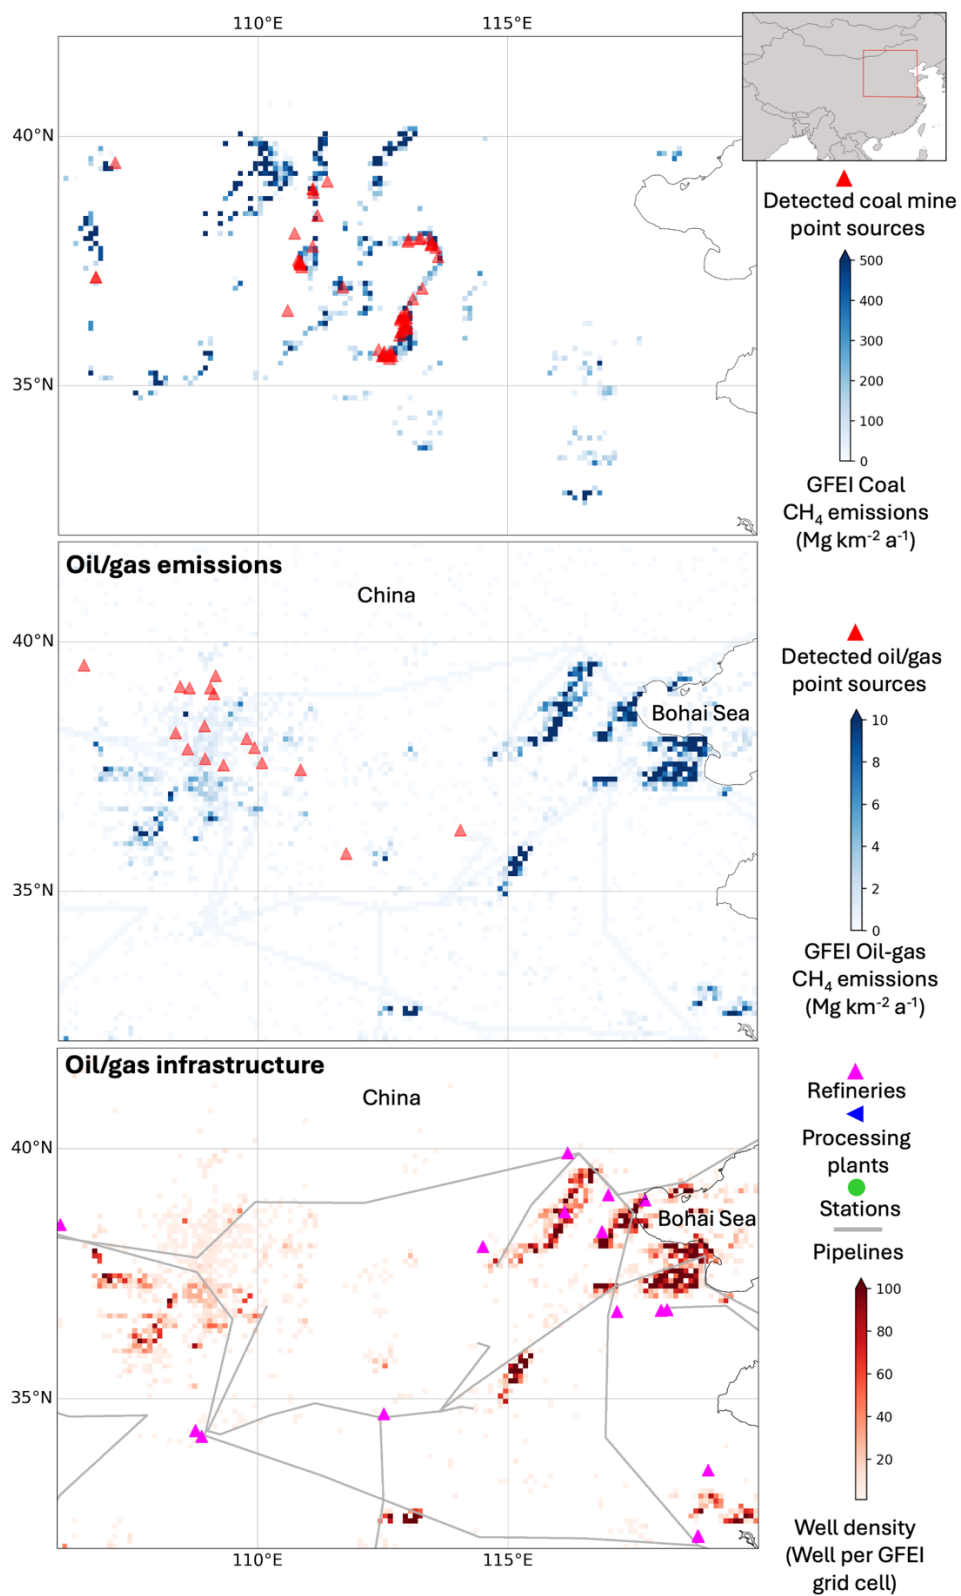 110°E
115°E
40°N
35°N
Detected coal mine
point sources
500
400
300
200
100
0
GFEI Coal
CH₄ emissions
(Mg km⁻² a⁻¹)
Oil/gas emissions
China
40°N
Bohai Sea
35°N
Detected oil/gas
point sources
10
8
6
4
2
0
GFEI Oil-gas
CH₄ emissions
(Mg km⁻² a⁻¹)
Oil/gas infrastructure
China
40°N
Bohai Sea
35°N
110°E
115°E
Refineries
Processing
plants
Stations
Pipelines
100
80
60
40
20
Well density
(Well per GFEI
grid cell)